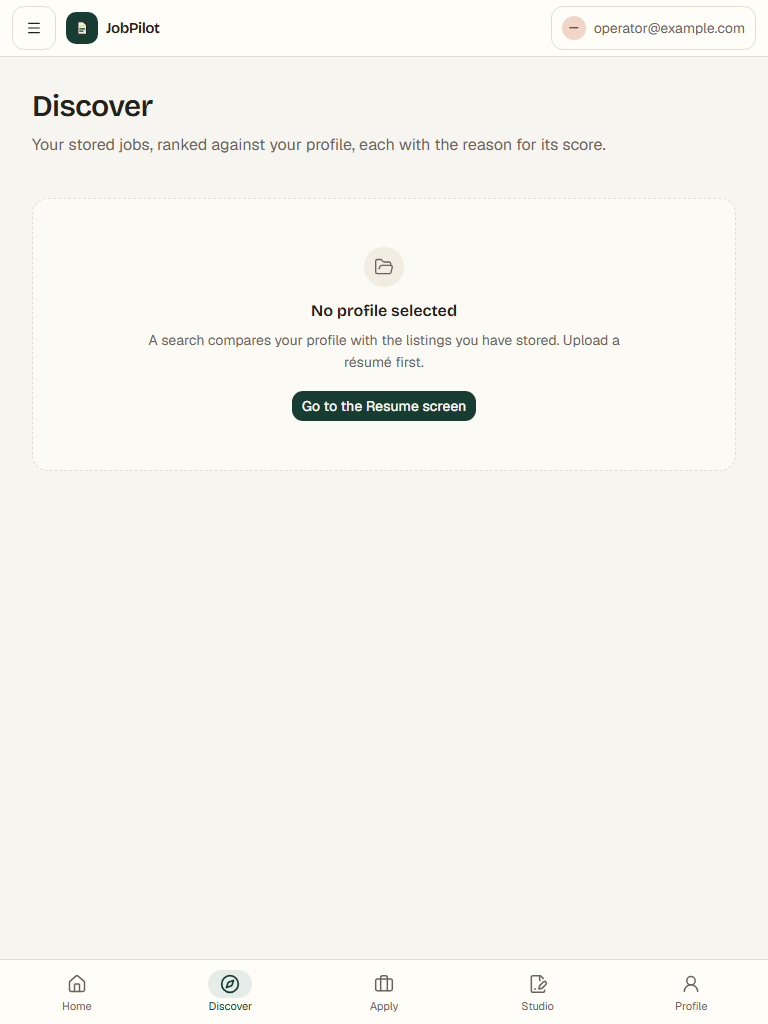 JobPilot
operator@example.com
Discover
Your stored jobs, ranked against your profile, each with the reason for its score.
No profile selected
A search compares your profile with the listings you have stored. Upload a
résumé first.
Go to the Resume screen
Home
Discover
Apply
Studio
Profile